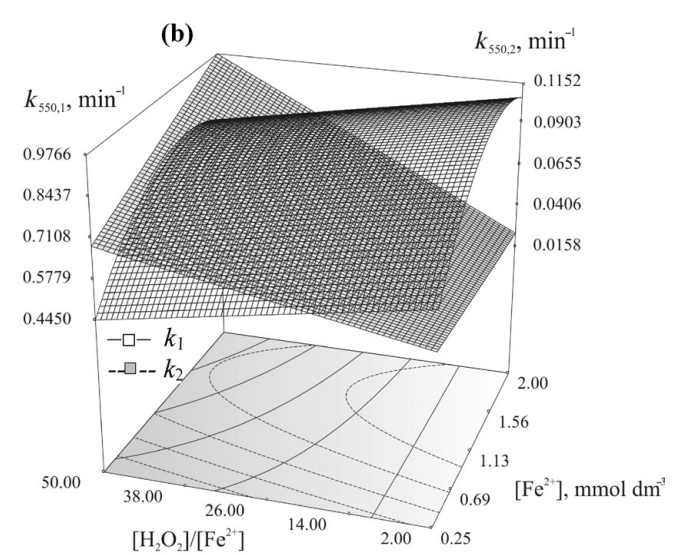 (b)
k550,2, min-1
k550,1, min-1
0.1152
0.0903
0.0655
0.0406
0.0158
0.9766
0.8437
0.7108
0.5779
0.4450
k1
k2
2.00
1.56
1.13
0.69
0.25
[Fe2+], mmol dm-3
50.00
38.00
26.00
14.00
2.00
[H2O2]/[Fe2+]